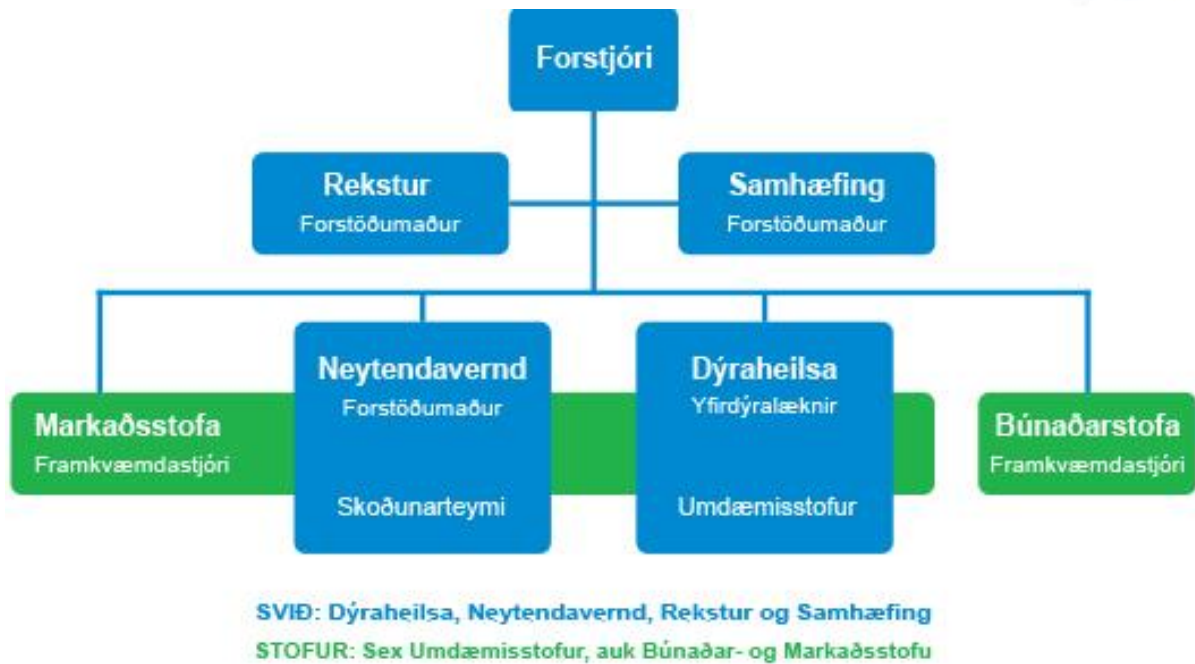 Forstjóri
Rekstur
Forstöðumaður
Samhæfing
Forstöðumaður
Markaðsstofa
Framkvæmdastjóri
Neytendavernd
Forstöðumaður
Skoðunarteymi
Dýraheilsa
Yfirdýralæknir
Umdæmisstofur
Búnaðarstofa
Framkvæmdastjóri
SVIÐ: Dýraheilsa, Neytendavernd, Rekstur og Samhæfing
STOFUR: Sex Umdæmisstofur, auk Búnaðar- og Markaðsstofu